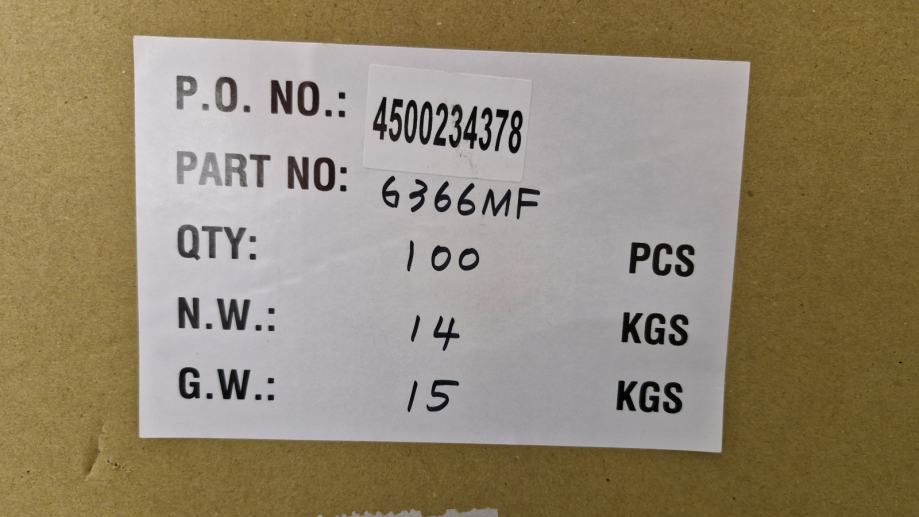 P.O. NO.: 4500234378
PART NO: 6366MF
QTY: 100 PCS
N.W.: 14 KGS
G.W.: 15 KGS